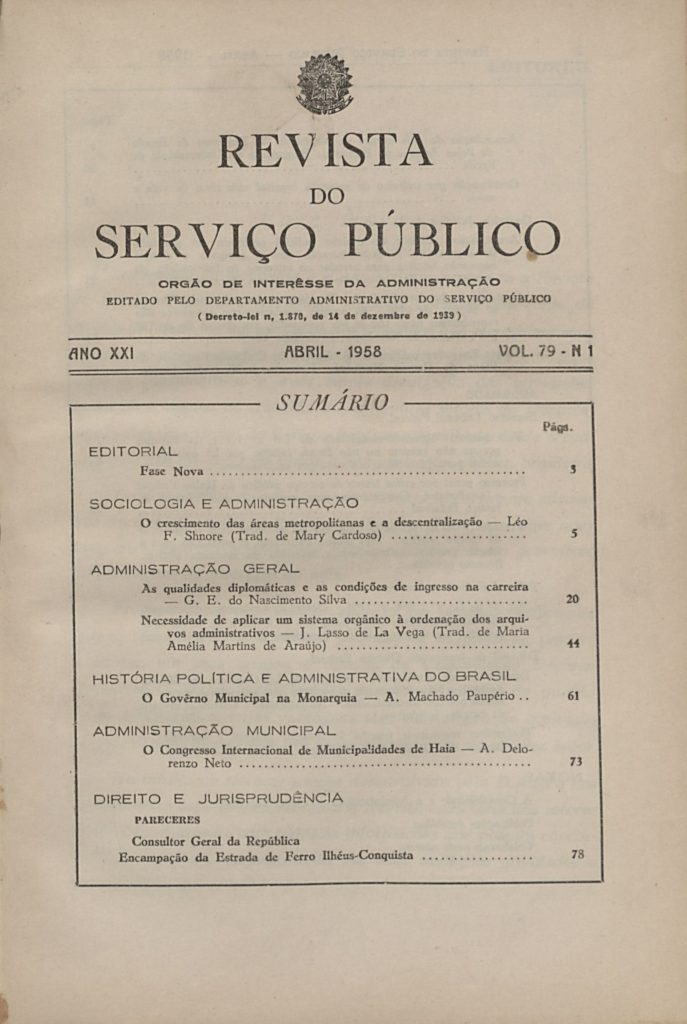 REVISTA
DO
SERVIÇO PÚBLICO
ORGÃO DE INTERÊSSE DA ADMINISTRAÇÃO
EDITADO PELO DEPARTAMENTO ADMINISTRATIVO DO SERVIÇO PÚBLICO
( Decreto-lei n, 1.870, de 14 de dezembro de 1939 )
ANO XXI ABRIL - 1958 VOL. 79 - N 1
SUMÁRIO
Págs.
EDITORIAL
Fase Nova ........................................ 3
SOCIOLOGIA E ADMINISTRAÇÃO
O crescimento das áreas metropolitanas e a descentralização — Léo
F. Shnore (Trad. de Mary Cardoso) ...................... 5
ADMINISTRAÇÃO GERAL
As qualidades diplomáticas e as condições de ingresso na carreira
— G. E. do Nascimento Silva .......................... 20
Necessidade de aplicar um sistema orgânico à ordenação dos arqui-
vos administrativos — J. Lasso de La Vega (Trad. de Maria
Amélia Martins de Araújo) ............................ 44
HISTÓRIA POLÍTICA E ADMINISTRATIVA DO BRASIL
O Govêrno Municipal na Monarquia — A. Machado Paupério .. 61
ADMINISTRAÇÃO MUNICIPAL
O Congresso Internacional de Municipalidades de Haia — A. Delo-
renzo Neto ........................................ 73
DIREITO E JURISPRUDÊNCIA
PARECERES
Consultor Geral da República
Encampação da Estrada de Ferro Ilhéus-Conquista .................. 78